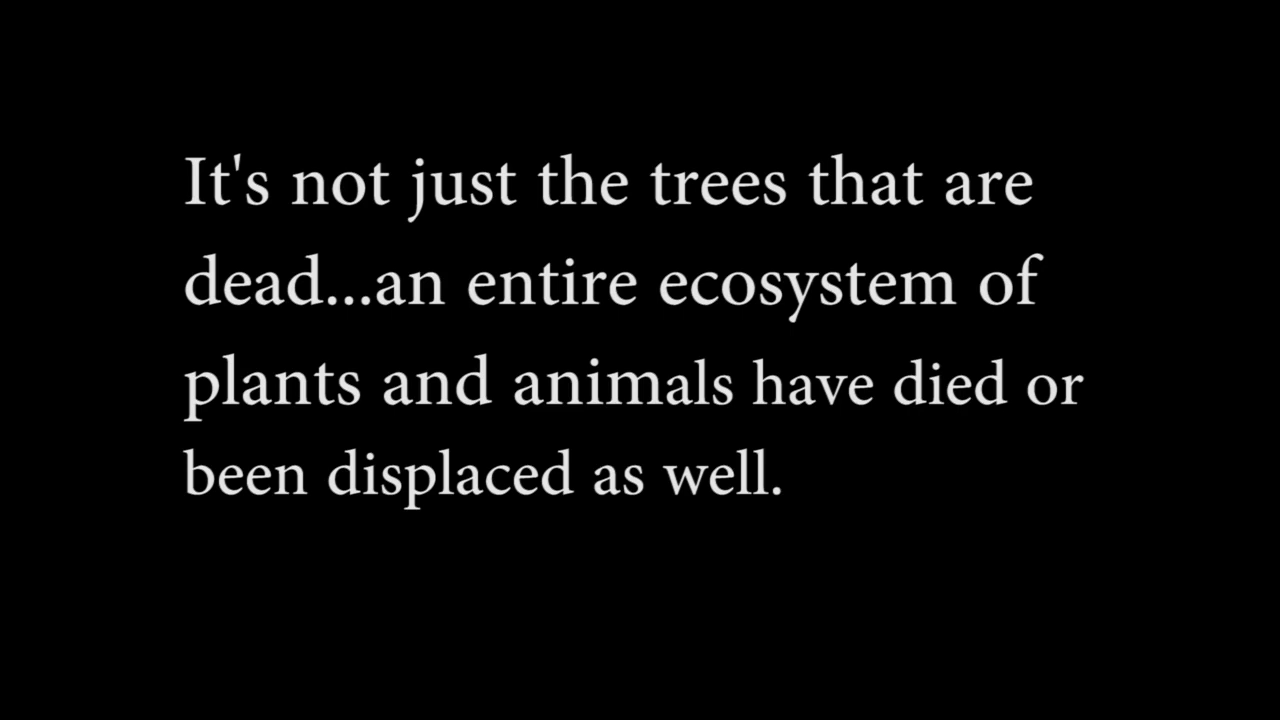 It's not just the trees that are
dead...an entire ecosystem of
plants and animals have died or
been displaced as well.